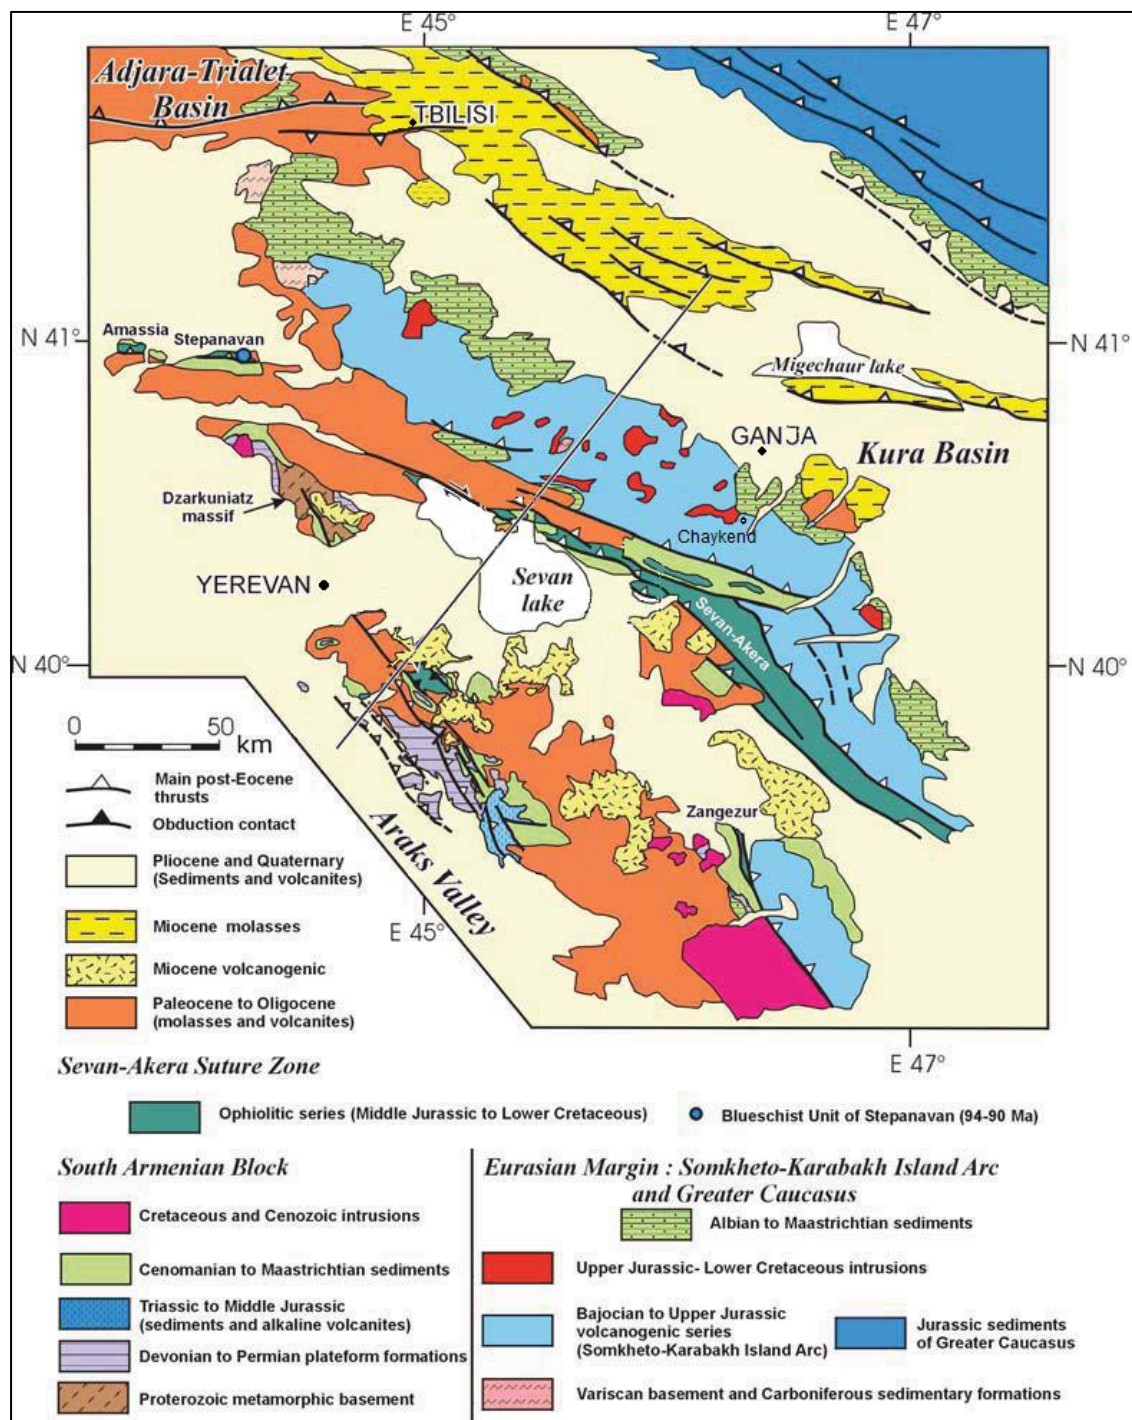 E 45°
E 47°
Adjara-Trialet
Basin
TBILISI
N 41°
Amassia
Stepanavan
N 41°
Migechaur lake
GANJA
Kura Basin
Dzarkuniatz
massif
Chaykend
YEREVAN
Sevan
lake
Sevan-Akera
N 40°
N 40°
0
50
km
Zangezur
Araks Valley
E 45°
E 47°
Main post-Eocene
thrusts
Obduction contact
Pliocene and Quaternary
(Sediments and volcanites)
Miocene molasses
Miocene volcanogenic
Paleocene to Oligocene
(molasses and volcanites)
Sevan-Akera Suture Zone
Ophiolitic series (Middle Jurassic to Lower Cretaceous)
Blueschist Unit of Stepanavan (94-90 Ma)
South Armenian Block
Cretaceous and Cenozoic intrusions
Cenomanian to Maastrichtian sediments
Triassic to Middle Jurassic
(sediments and alkaline volcanites)
Devonian to Permian plateform formations
Proterozoic metamorphic basement
Eurasian Margin : Somkheto-Karabakh Island Arc
and Greater Caucasus
Albian to Maastrichtian sediments
Upper Jurassic- Lower Cretaceous intrusions
Bajocian to Upper Jurassic
volcanogenic series
(Somkheto-Karabakh Island Arc)
Jurassic sediments
of Greater Caucasus
Variscan basement and Carboniferous sedimentary formations